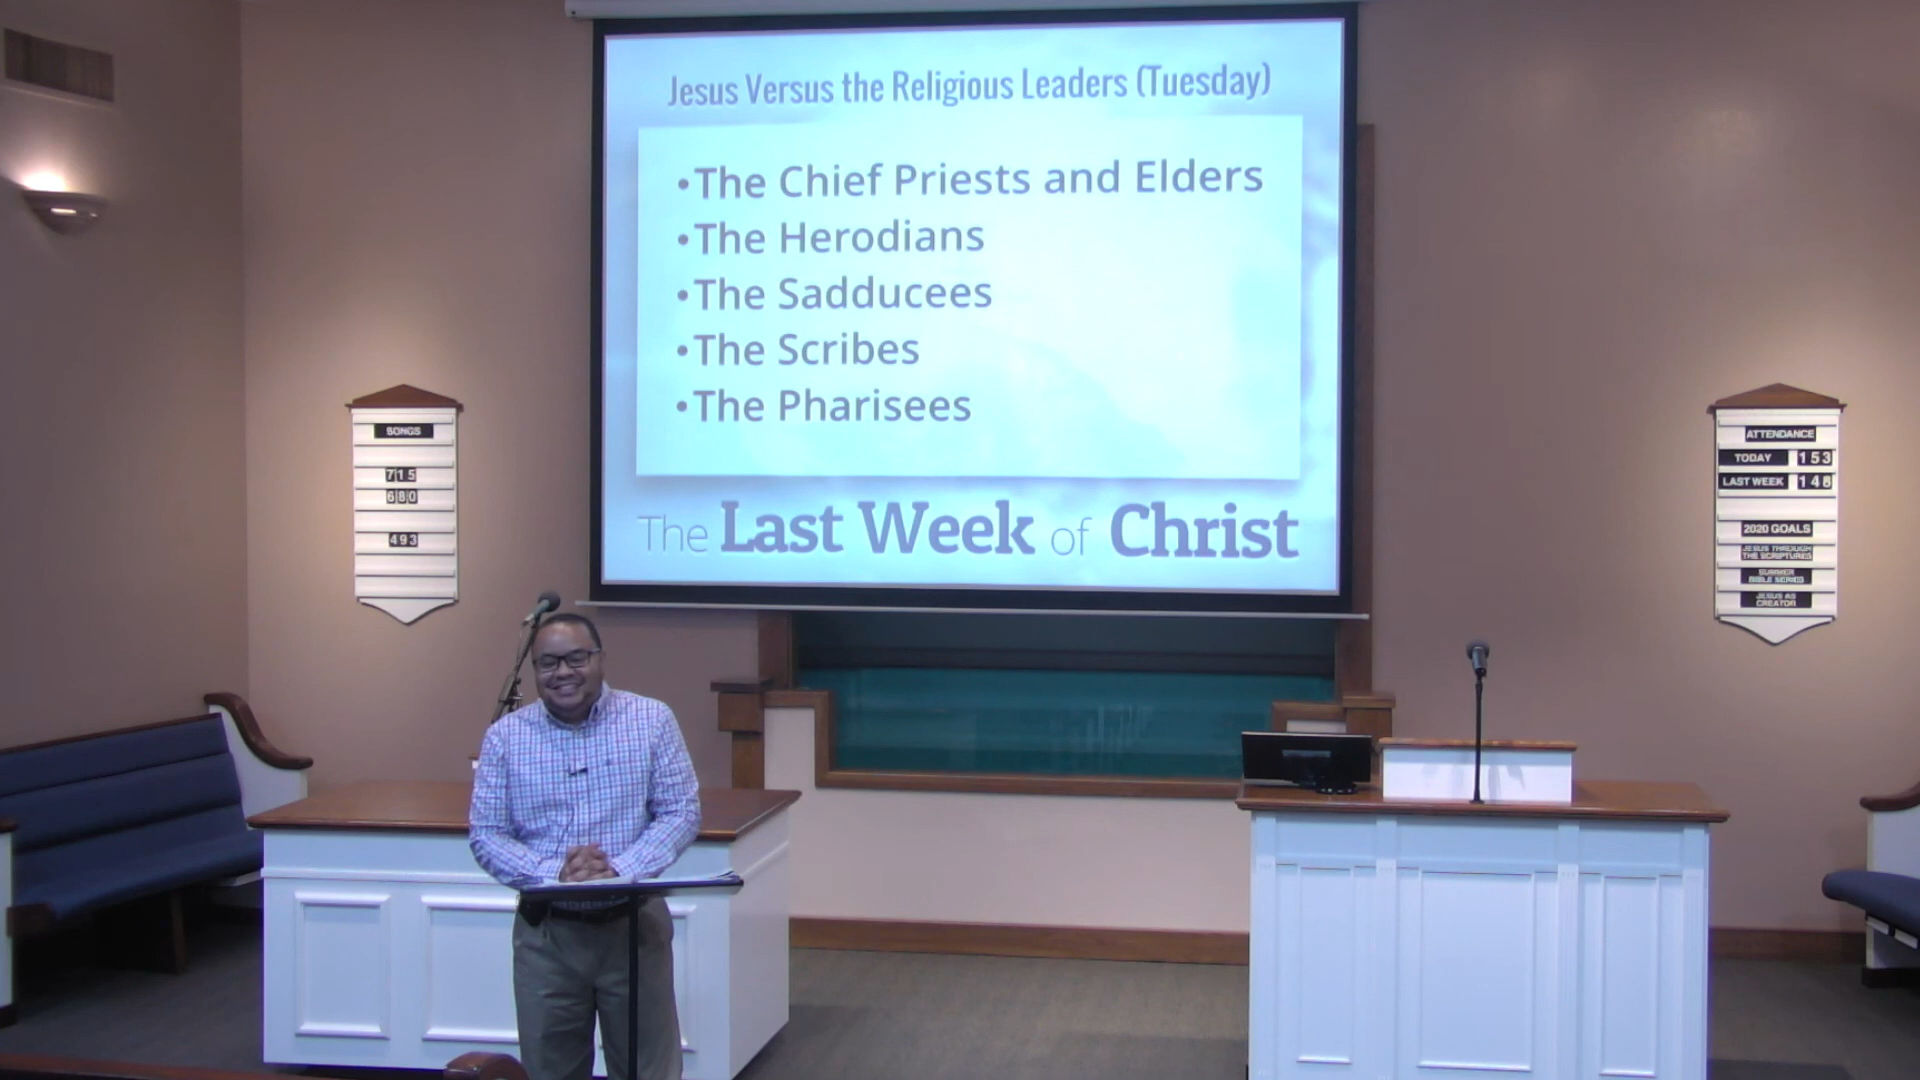 Jesus Versus the Religious Leaders (Tuesday)
•The Chief Priests and Elders
•The Herodians
•The Sadducees
•The Scribes
•The Pharisees
The Last Week of Christ
SONGS
715
680
493
ATTENDANCE
TODAY 153
LAST WEEK 148
2020 GOALS
JESUS THROUGH
THE SCRIPTURES
SUMMER
BIBLE SERIES
JESUS AS
CREATOR